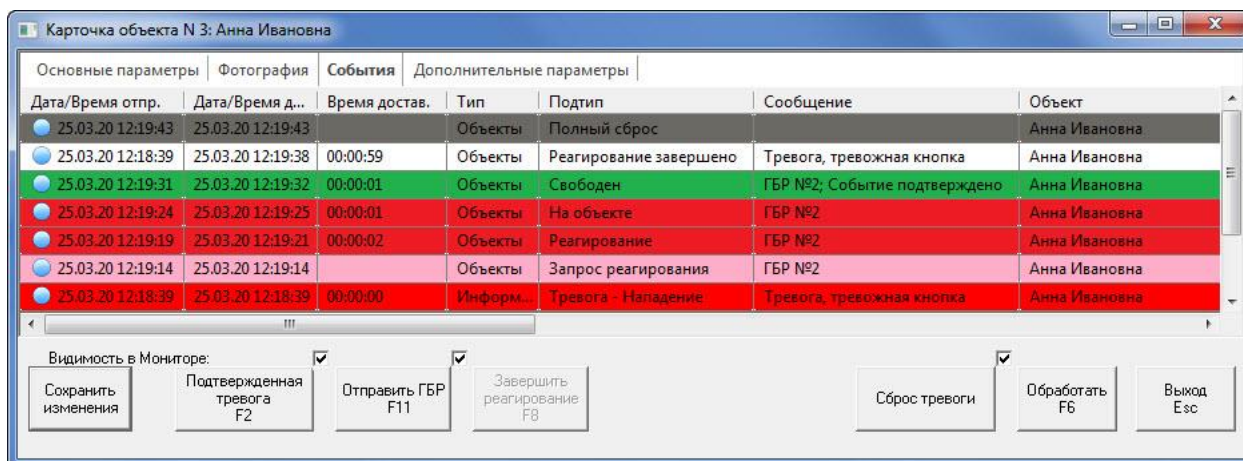 Карточка объекта N 3: Анна Ивановна
Основные параметры Фотография События Дополнительные параметры
Дата/Время отпр. Дата/Время д... Время достав. Тип Подтип Сообщение Объект
25.03.20 12:19:43 25.03.20 12:19:43 Объекты Полный сброс Анна Ивановна
25.03.20 12:18:39 25.03.20 12:19:38 00:00:59 Объекты Реагирование завершено Тревога, тревожная кнопка Анна Ивановна
25.03.20 12:19:31 25.03.20 12:19:32 00:00:01 Объекты Свободен ГБР №2; Событие подтверждено Анна Ивановна
25.03.20 12:19:24 25.03.20 12:19:25 00:00:01 Объекты На объекте ГБР №2 Анна Ивановна
25.03.20 12:19:19 25.03.20 12:19:21 00:00:02 Объекты Реагирование ГБР №2 Анна Ивановна
25.03.20 12:19:14 25.03.20 12:19:14 Объекты Запрос реагирования ГБР №2 Анна Ивановна
25.03.20 12:18:39 25.03.20 12:18:39 00:00:00 Информ... Тревога - Нападение Тревога, тревожная кнопка Анна Ивановна
Видимость в Мониторе:
Сохранить
изменения
Подтвержденная
тревога
F2
Отправить ГБР
F11
Завершить
реагирование
F8
Сброс тревоги
Обработать
F6
Выход
Esc